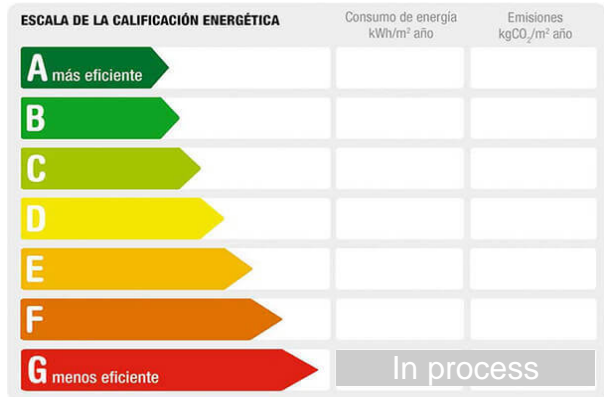 ESCALA DE LA CALIFICACIÓN ENERGÉTICA
Consumo de energía
kWh/m² año
Emisiones
kgCO₂/m² año
A más eficiente
B
C
D
E
F
G menos eficiente
In process